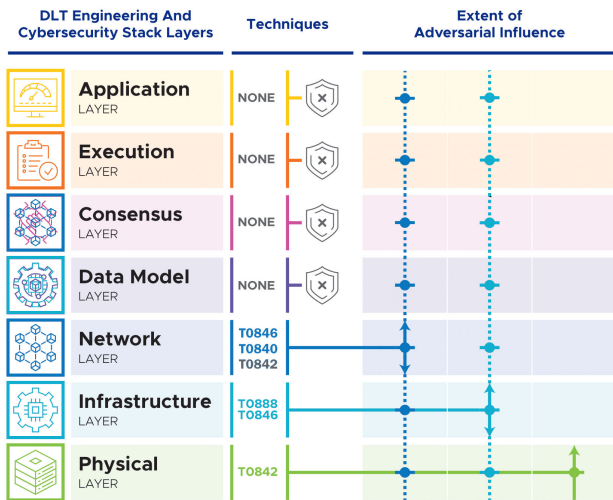 DLT Engineering And
Cybersecurity Stack Layers
Techniques
Extent of
Adversarial Influence
Application
LAYER
NONE
Execution
LAYER
NONE
Consensus
LAYER
NONE
Data Model
LAYER
NONE
Network
LAYER
T0846
T0840
T0842
Infrastructure
LAYER
T0888
T0846
Physical
LAYER
T0842